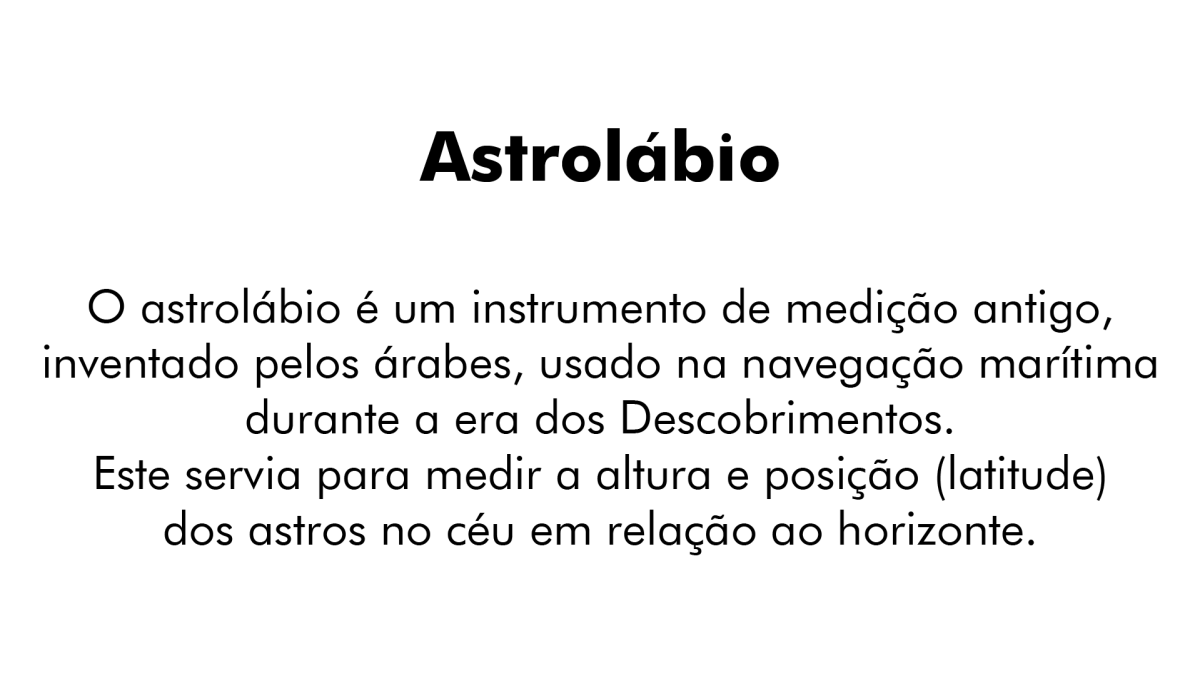 Astrolábio
O astrolábio é um instrumento de medição antigo,
inventado pelos árabes, usado na navegação marítima
durante a era dos Descobrimentos.
Este servia para medir a altura e posição (latitude)
dos astros no céu em relação ao horizonte.